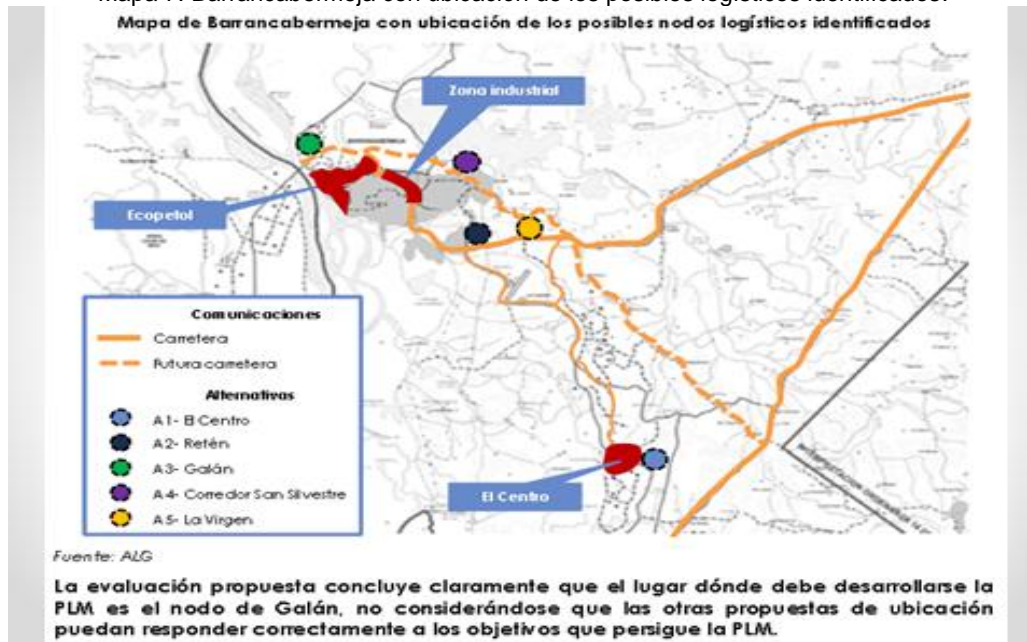 Mapa de Barrancabermeja con ubicación de los posibles nodos logísticos identificados
Zona industrial
Ecopetol
Comunicaciones
Carretera
Futura carretera
Alternativas
A1- El Centro
A2- Retén
A3- Galán
A4- Corredor San Silvestre
A5- La Virgen
El Centro
Fuente: ALG
La evaluación propuesta concluye claramente que el lugar dónde debe desarrollarse la
PLM es el nodo de Galán, no considerándose que las otras propuestas de ubicación
puedan responder correctamente a los objetivos que persigue la PLM.